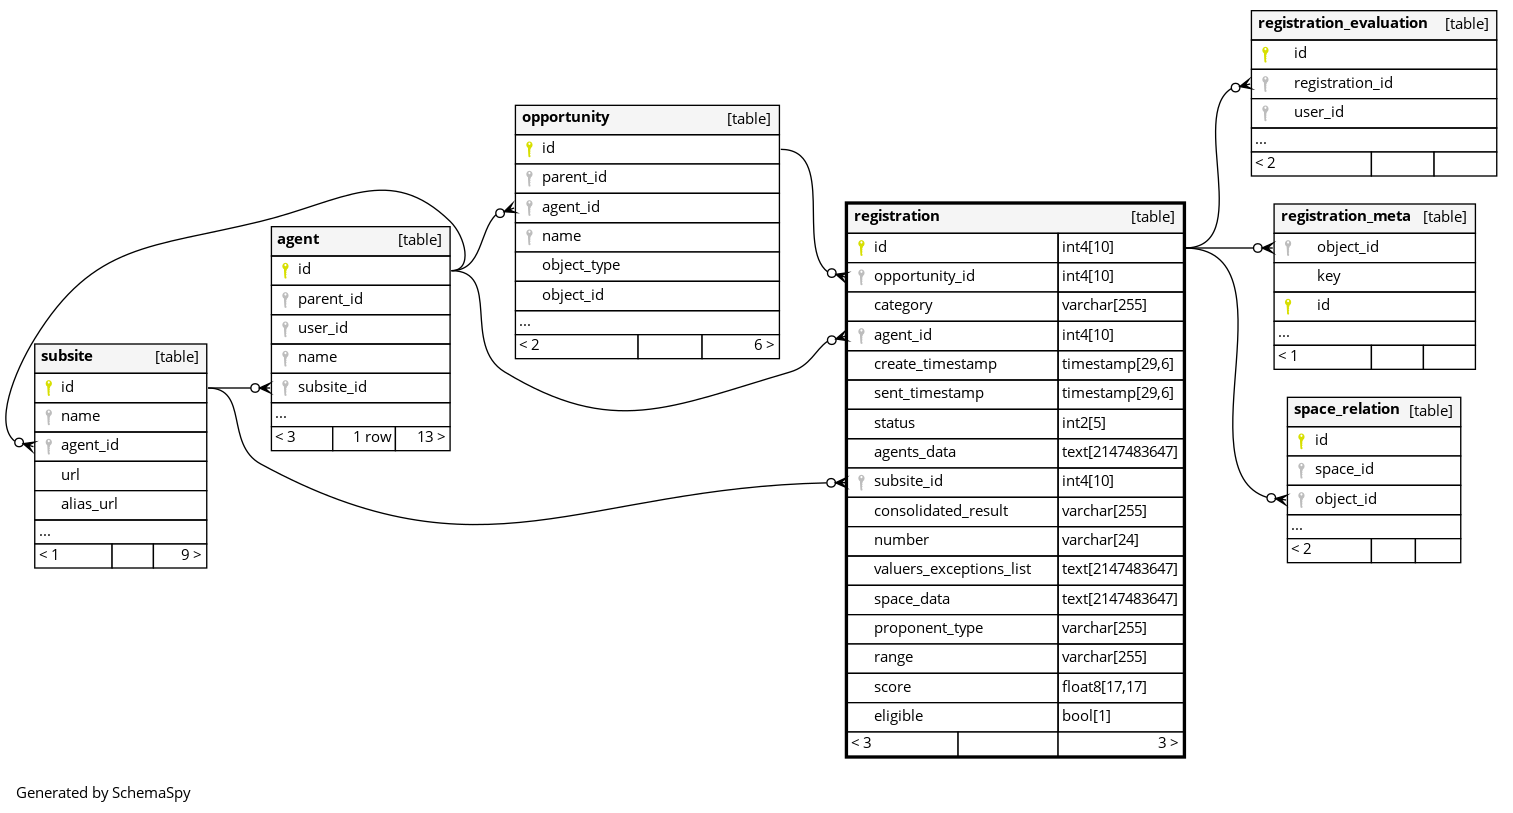 registration_evaluation [table]
id
registration_id
user_id
...
< 2
opportunity [table]
id
parent_id
agent_id
name
object_type
object_id
...
< 2 6 >
registration [table]
id int4[10]
opportunity_id int4[10]
category varchar[255]
agent_id int4[10]
create_timestamp timestamp[29,6]
sent_timestamp timestamp[29,6]
status int2[5]
agents_data text[2147483647]
subsite_id int4[10]
consolidated_result varchar[255]
number varchar[24]
valuers_exceptions_list text[2147483647]
space_data text[2147483647]
proponent_type varchar[255]
range varchar[255]
score float8[17,17]
eligible bool[1]
< 3 3 >
registration_meta [table]
object_id
key
id
...
< 1
agent [table]
id
parent_id
user_id
name
subsite_id
...
< 3 1 row 13 >
subsite [table]
id
name
agent_id
url
alias_url
...
< 1 9 >
space_relation [table]
id
space_id
object_id
...
< 2
Generated by SchemaSpy